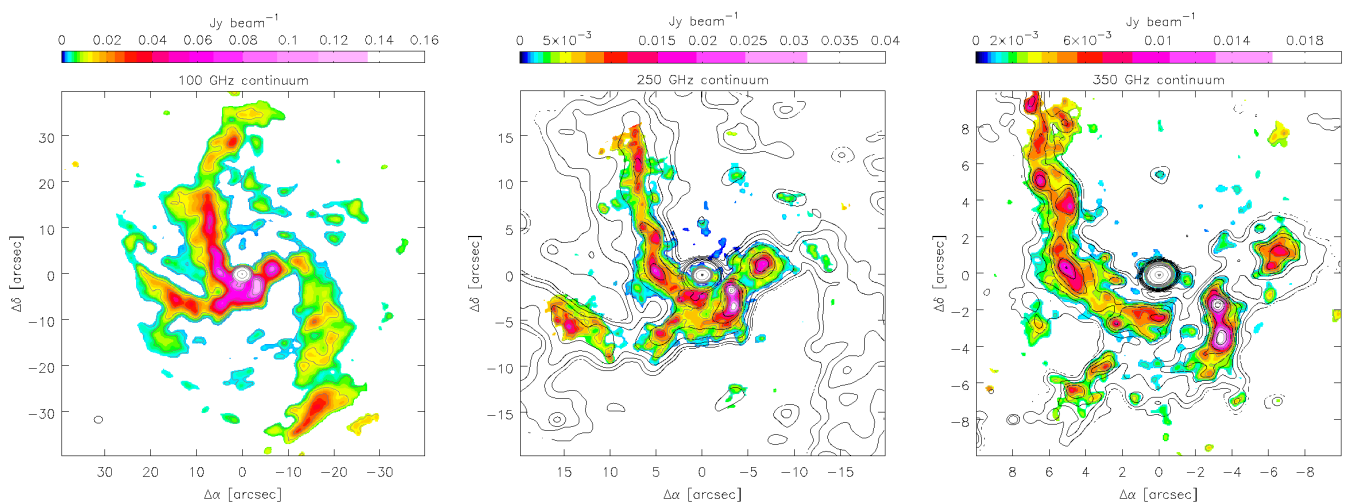 Jy beam⁻¹
0 0.02 0.04 0.06 0.08 0.1 0.12 0.14 0.16
100 GHz continuum
30
20
10
0
−10
−20
−30
Δδ [arcsec]
30 20 10 0 −10 −20 −30
Δα [arcsec]
Jy beam⁻¹
0 5×10⁻³ 0.015 0.02 0.025 0.03 0.035 0.04
250 GHz continuum
15
10
5
0
−5
−10
−15
Δδ [arcsec]
15 10 5 0 −5 −10 −15
Δα [arcsec]
Jy beam⁻¹
0 2×10⁻³ 6×10⁻³ 0.01 0.014 0.018
350 GHz continuum
8
6
4
2
0
−2
−4
−6
−8
Δδ [arcsec]
8 6 4 2 0 −2 −4 −6 −8
Δα [arcsec]